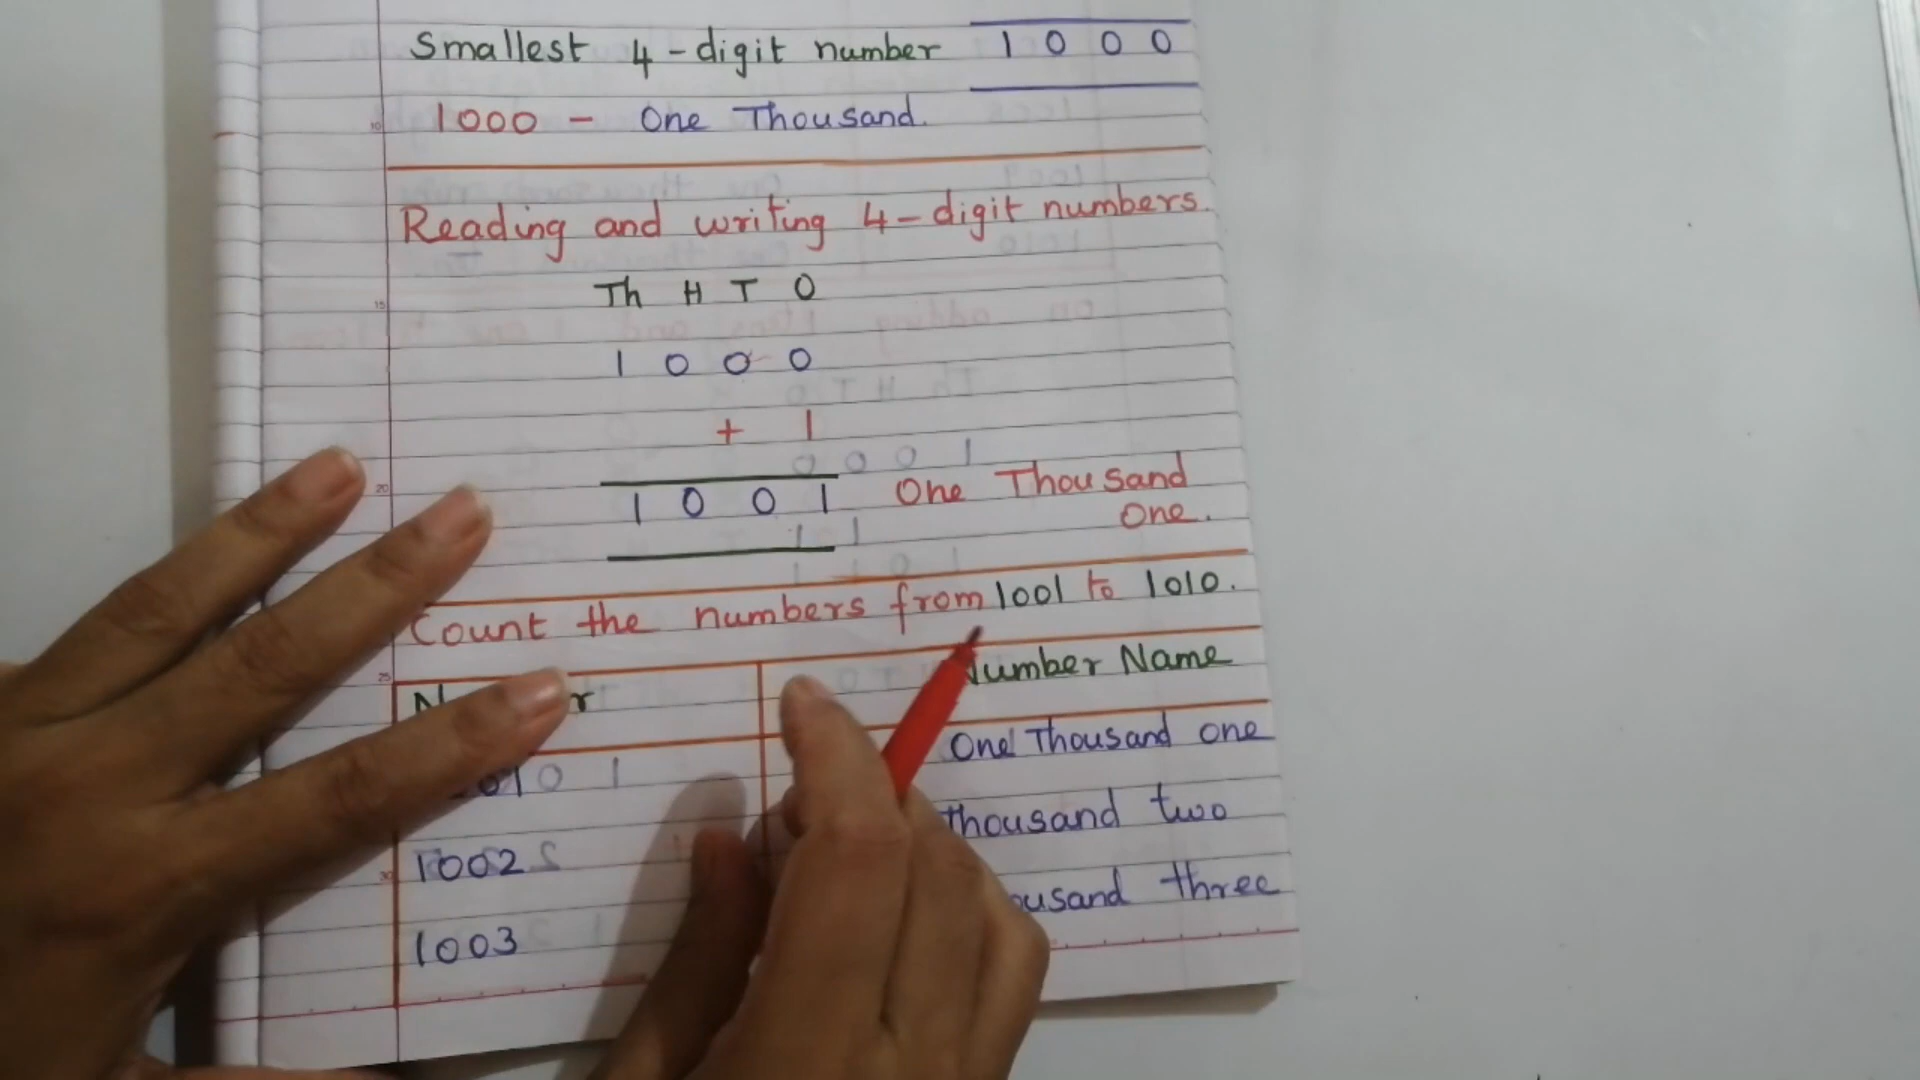 Smallest 4-digit number 1 0 0 0
1000 - One Thousand.
Reading and writing 4-digit numbers.
Th H T O
1 0 0 0
+ 1
1 0 0 1 One Thousand
One.
Count the numbers from 1001 to 1010.
Number Name
One Thousand one
1002 thousand two
1003 three